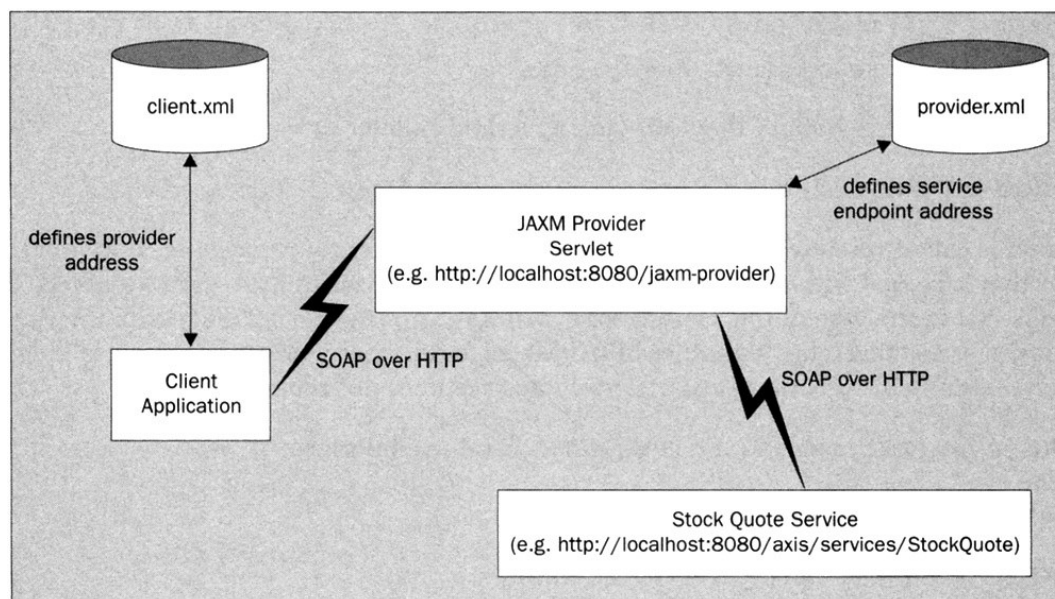 client.xml
provider.xml
defines provider
address
defines service
endpoint address
JAXM Provider
Servlet
(e.g. http://localhost:8080/jaxm-provider)
SOAP over HTTP
SOAP over HTTP
Client
Application
Stock Quote Service
(e.g. http://localhost:8080/axis/services/StockQuote)